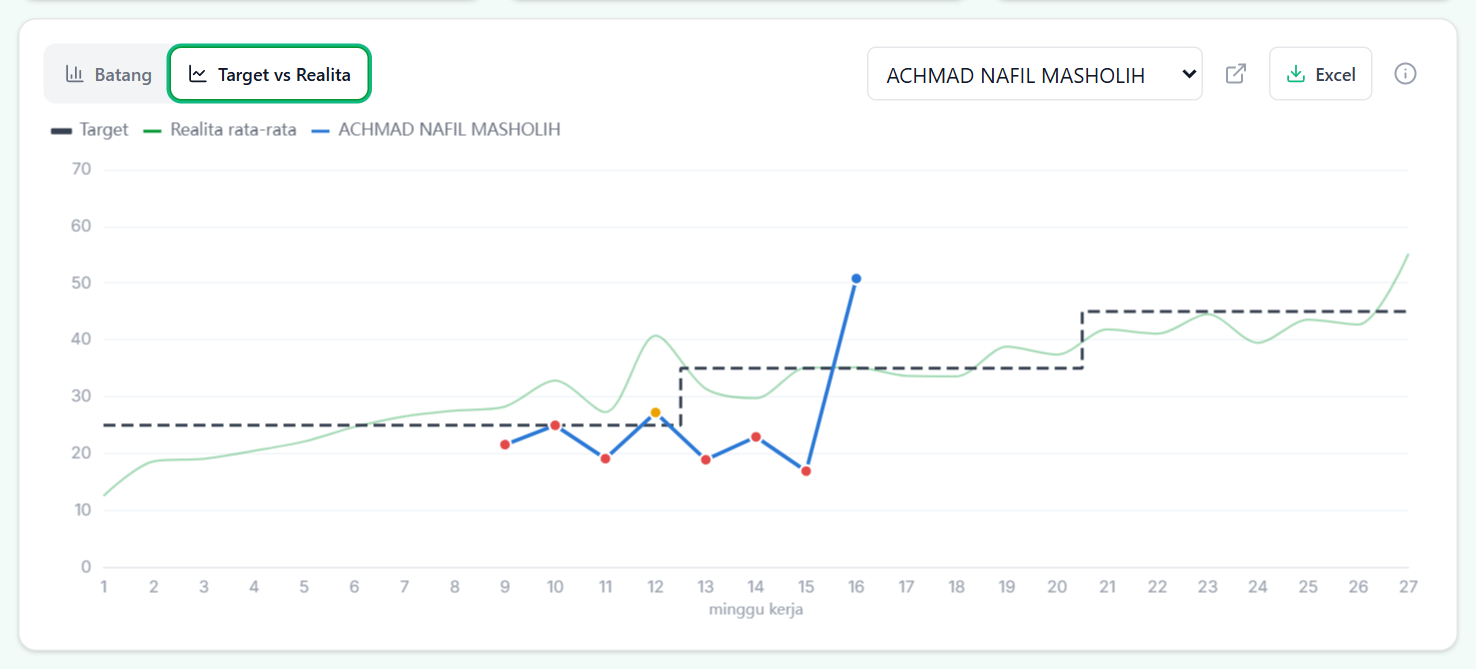 Batang Target vs Realita ACHMAD NAFIL MASHOLIH Excel
Target Realita rata-rata ACHMAD NAFIL MASHOLIH
70
60
50
40
30
20
10
0
1 2 3 4 5 6 7 8 9 10 11 12 13 14 15 16 17 18 19 20 21 22 23 24 25 26 27
minggu kerja